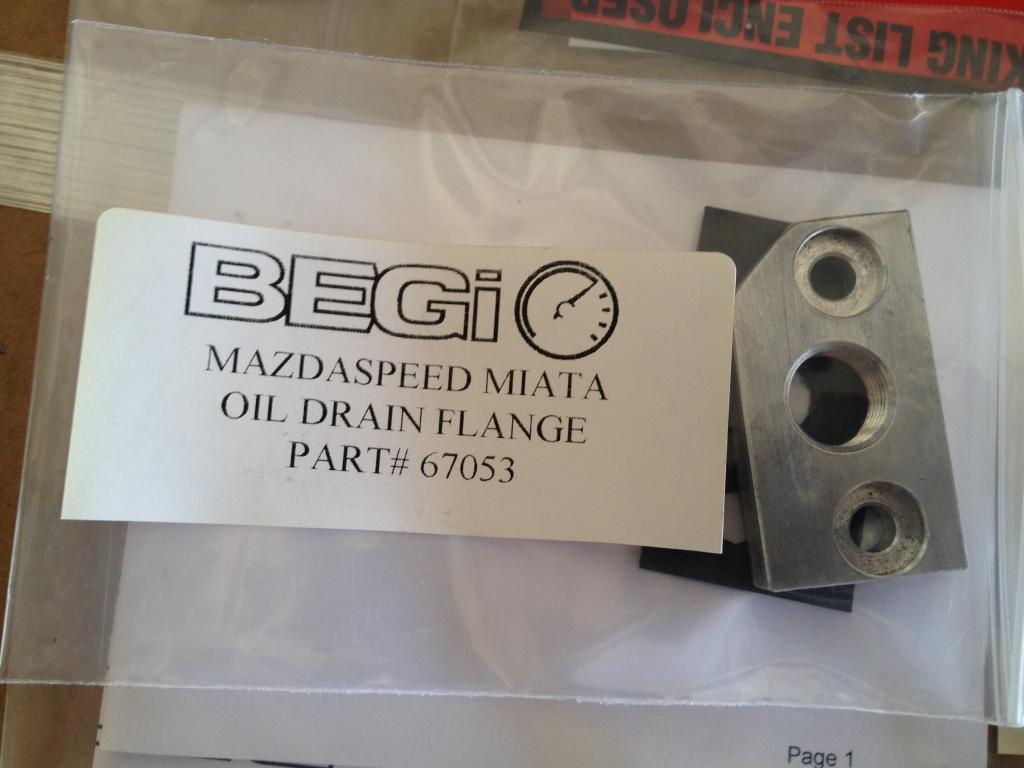 KING LIST ENCLOSED
BEGi
MAZDASPEED MIATA
OIL DRAIN FLANGE
PART# 67053
Page 1